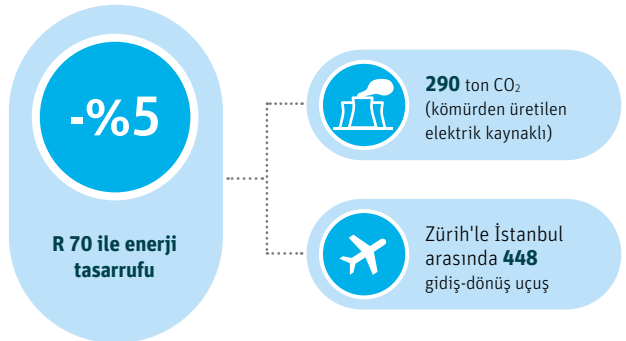 -%5
R 70 ile enerji
tasarrufu
290 ton CO₂
(kömürden üretilen
elektrik kaynaklı)
Zürih'le İstanbul
arasında 448
gidiş-dönüş uçuş